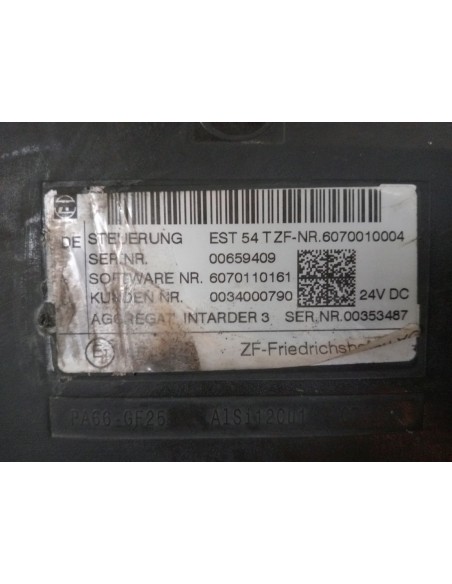 DE STEUERUNG EST 54 T ZF-NR.6070010004
SER.NR. 00659409
SOFTWARE NR. 6070110161
KUNDEN NR. 0034000790 24V DC
AGGREGAT INTARDER 3 SER.NR.00353487
ZF-Friedrichshafen
PA66-GF25